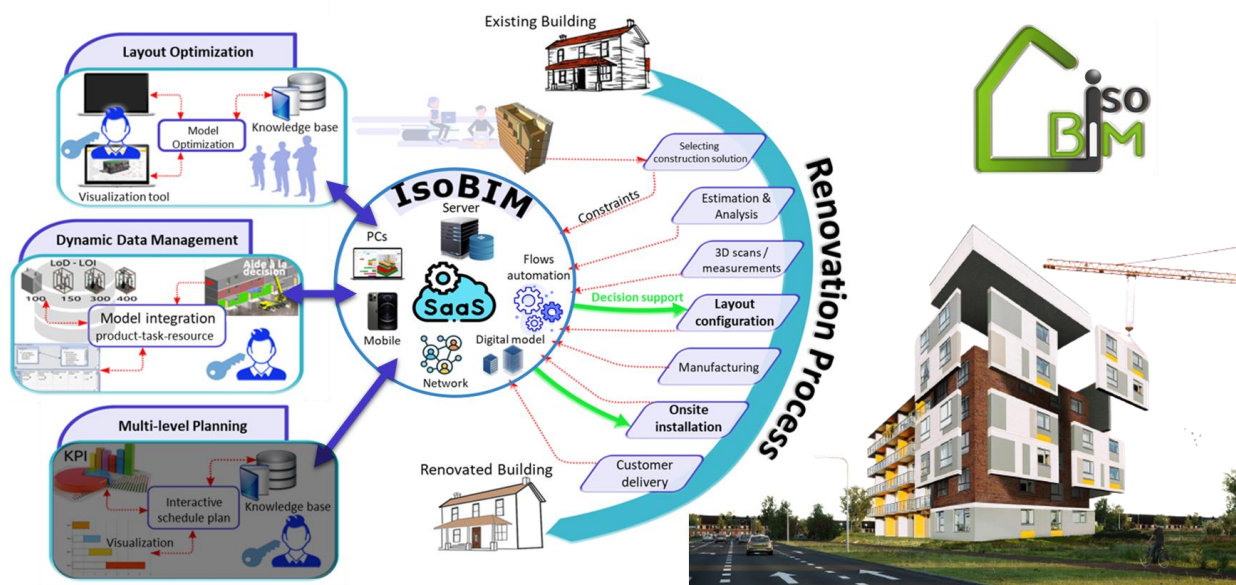 Layout Optimization
Model
Optimization
Knowledge base
Visualization tool
Dynamic Data Management
LoD - LOI
100 150 300 400
Aide à la
décision
Model integration
product-task-resource
Multi-level Planning
KPI
Interactive
schedule plan
Knowledge base
Visualization
Existing Building
IsoBIM
Server
PCs
Flows
automation
SaaS
Mobile
Digital model
Network
Constraints
Decision support
Selecting
construction solution
Estimation &
Analysis
3D scans /
measurements
Layout
configuration
Manufacturing
Onsite
installation
Customer
delivery
Renovated Building
Renovation Process
iso
BIM